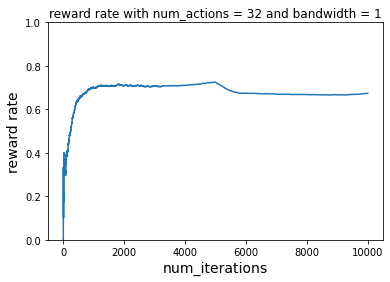 reward rate with num_actions = 32 and bandwidth = 1
1.0
0.8
0.6
0.4
0.2
0.0
reward rate
0 2000 4000 6000 8000 10000
num_iterations